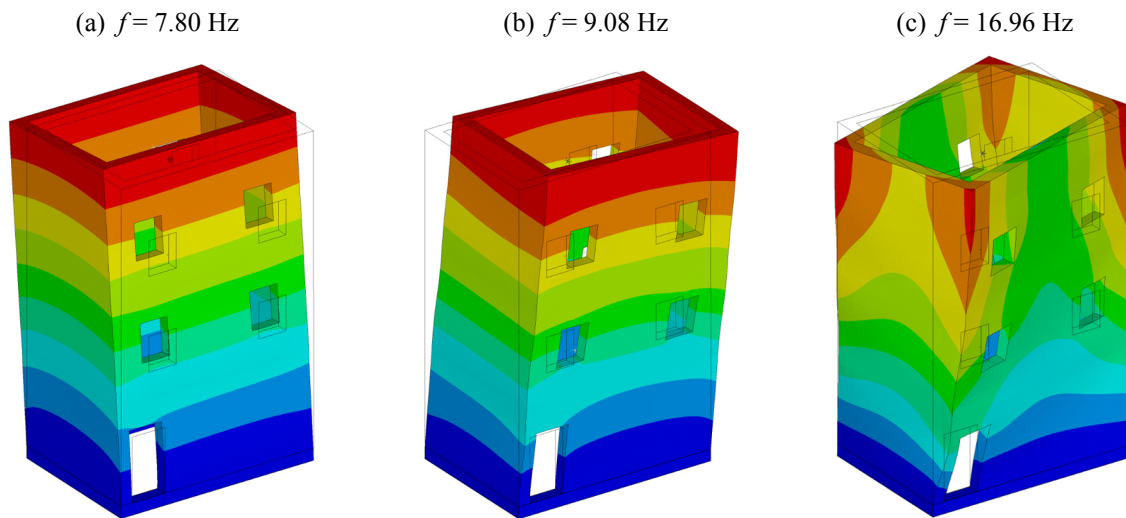 (a) f = 7.80 Hz
(b) f = 9.08 Hz
(c) f = 16.96 Hz